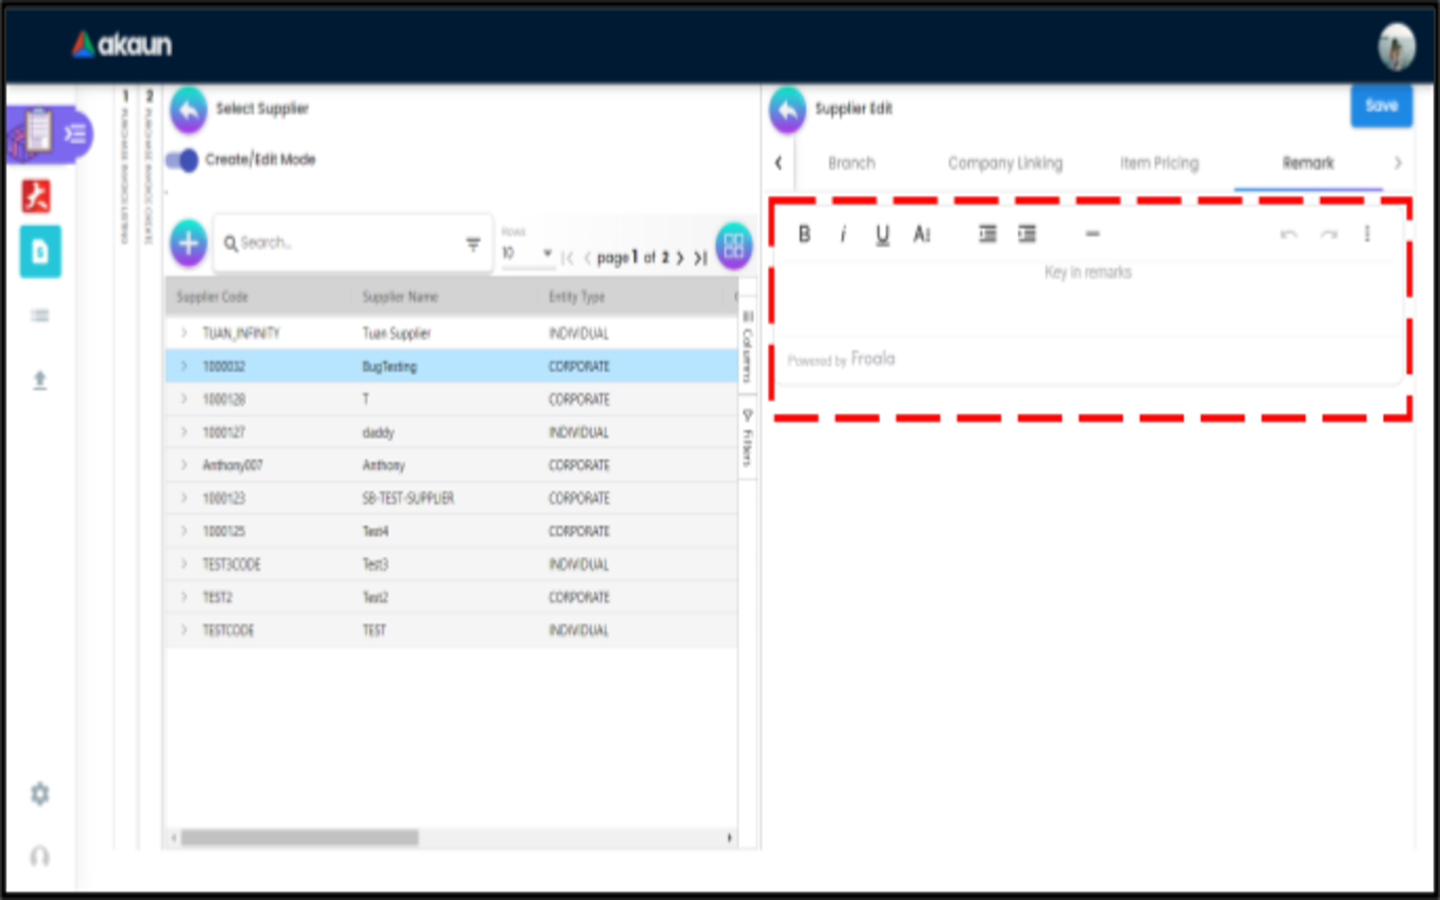 akaun
1
2
Select Supplier
Create/Edit Mode
Search...
Rows
10
page 1 of 2
Supplier Code Supplier Name Entity Type
TUAN_INFINITY Tuan Supplier INDIVIDUAL
1000032 BugTesting CORPORATE
1000128 T CORPORATE
1000127 daddy INDIVIDUAL
Anthony007 Anthony CORPORATE
1000123 SB-TEST-SUPPLIER CORPORATE
1000125 Test4 CORPORATE
TEST3CODE Test3 INDIVIDUAL
TEST2 Test2 CORPORATE
TESTCODE TEST INDIVIDUAL
Columns
Filters
Supplier Edit
Save
Branch Company Linking Item Pricing Remark
B i U A
Key in remarks
Powered by Froala